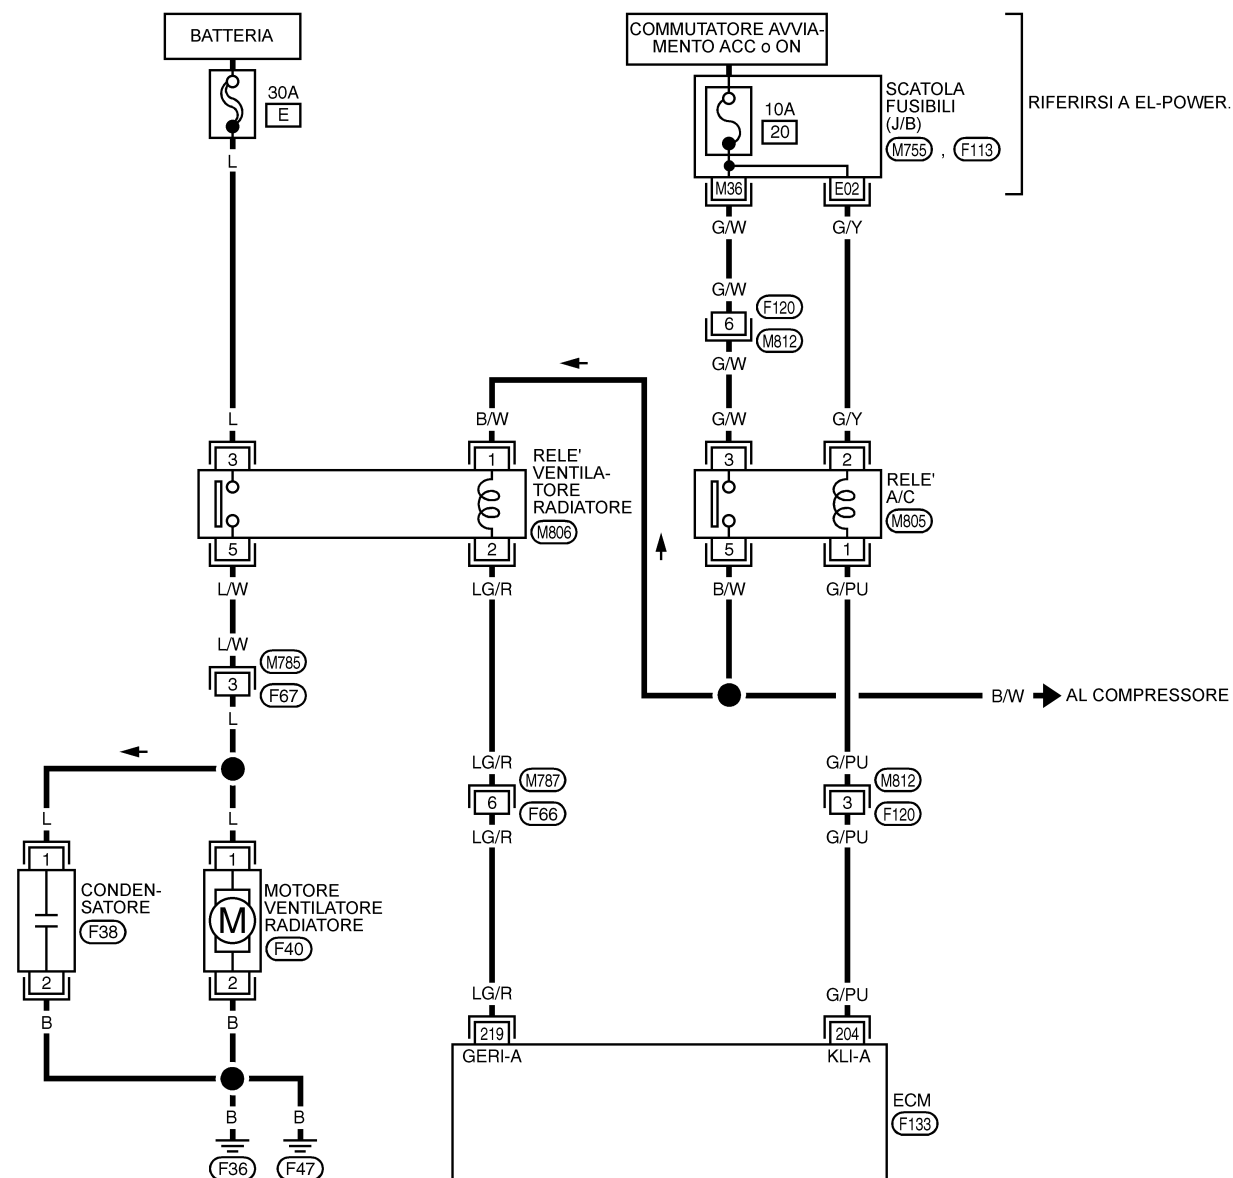 BATTERIA
30A
E
L
COMMUTATORE AVVIA-
MENTO ACC o ON
10A
20
SCATOLA
FUSIBILI
(J/B)
M755 , F113
RIFERIRSI A EL-POWER.
M36
E02
G/W
G/Y
G/W
6
F120
M812
G/W
L
B/W
G/W
G/Y
3
1
RELE'
VENTILA-
TORE
RADIATORE
M806
3
2
RELE'
A/C
M805
5
2
5
1
L/W
LG/R
B/W
G/PU
L/W
3
M785
F67
L
B/W
AL COMPRESSORE
LG/R
6
M787
F66
LG/R
G/PU
3
M812
F120
G/PU
L
L
1
1
CONDEN-
SATORE
F38
M
MOTORE
VENTILATORE
RADIATORE
F40
2
2
B
B
LG/R
G/PU
219
204
GERI-A
KLI-A
ECM
F133
B
B
F36
F47